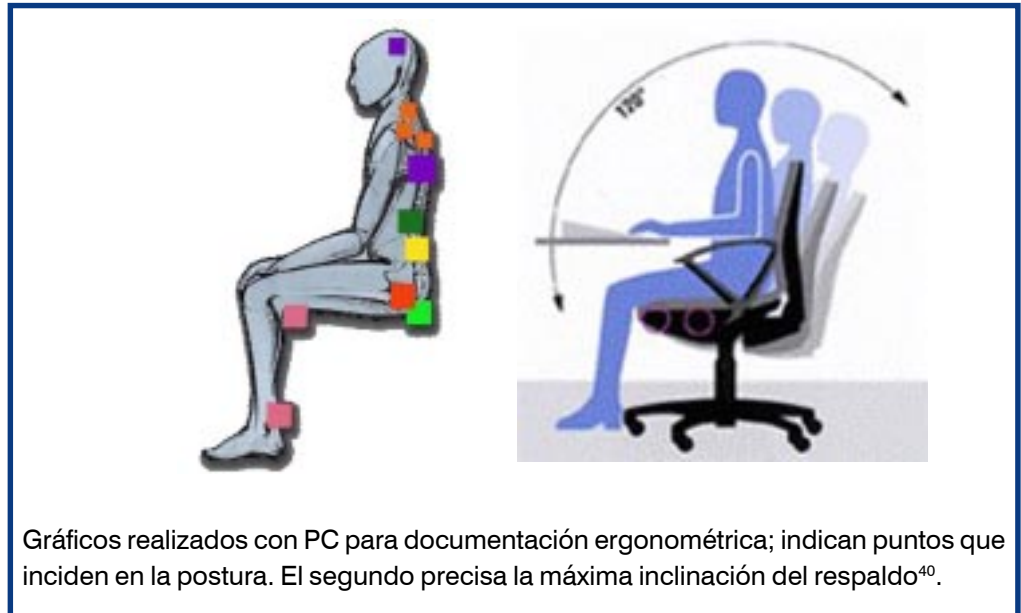 120°
Gráficos realizados con PC para documentación ergonométrica; indican puntos que
inciden en la postura. El segundo precisa la máxima inclinación del respaldo⁴⁰.